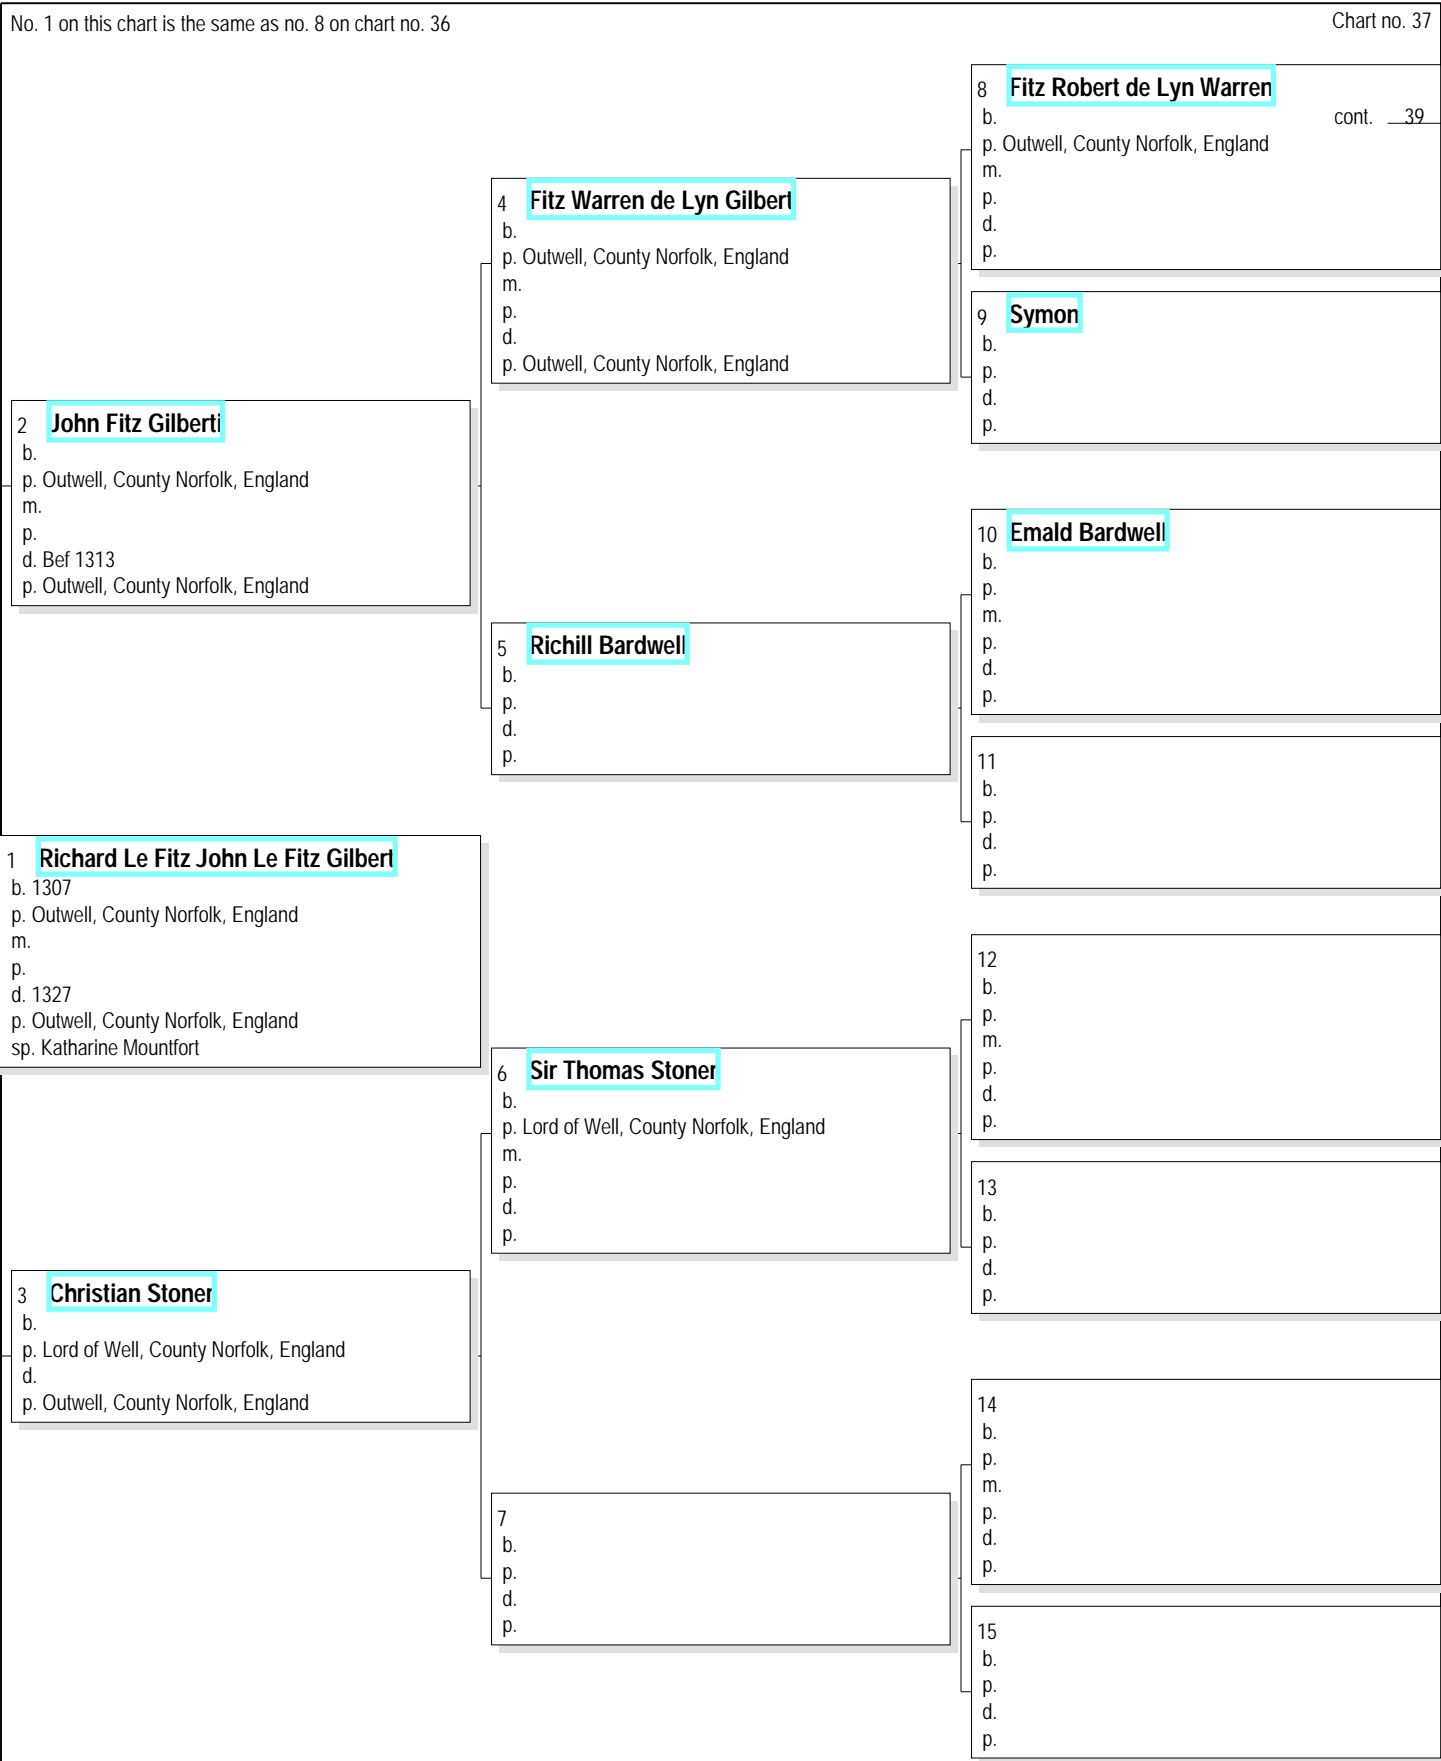 No. 1 on this chart is the same as no. 8 on chart no. 36
Chart no. 37
8 Fitz Robert de Lyn Warren
b.
cont. 39
p. Outwell, County Norfolk, England
m.
p.
d.
p.
4 Fitz Warren de Lyn Gilbert
b.
p. Outwell, County Norfolk, England
m.
p.
d.
p. Outwell, County Norfolk, England
9 Symon
b.
p.
d.
p.
2 John Fitz Gilberti
b.
p. Outwell, County Norfolk, England
m.
p.
d. Bef 1313
p. Outwell, County Norfolk, England
10 Emald Bardwell
b.
p.
m.
p.
d.
p.
5 Richill Bardwell
b.
p.
d.
p.
11
b.
p.
d.
p.
1 Richard Le Fitz John Le Fitz Gilbert
b. 1307
p. Outwell, County Norfolk, England
m.
p.
d. 1327
p. Outwell, County Norfolk, England
sp. Katharine Mountfort
12
b.
p.
m.
p.
d.
p.
6 Sir Thomas Stoner
b.
p. Lord of Well, County Norfolk, England
m.
p.
d.
p.
13
b.
p.
d.
p.
3 Christian Stoner
b.
p. Lord of Well, County Norfolk, England
d.
p. Outwell, County Norfolk, England
14
b.
p.
m.
p.
d.
p.
7
b.
p.
d.
p.
15
b.
p.
d.
p.